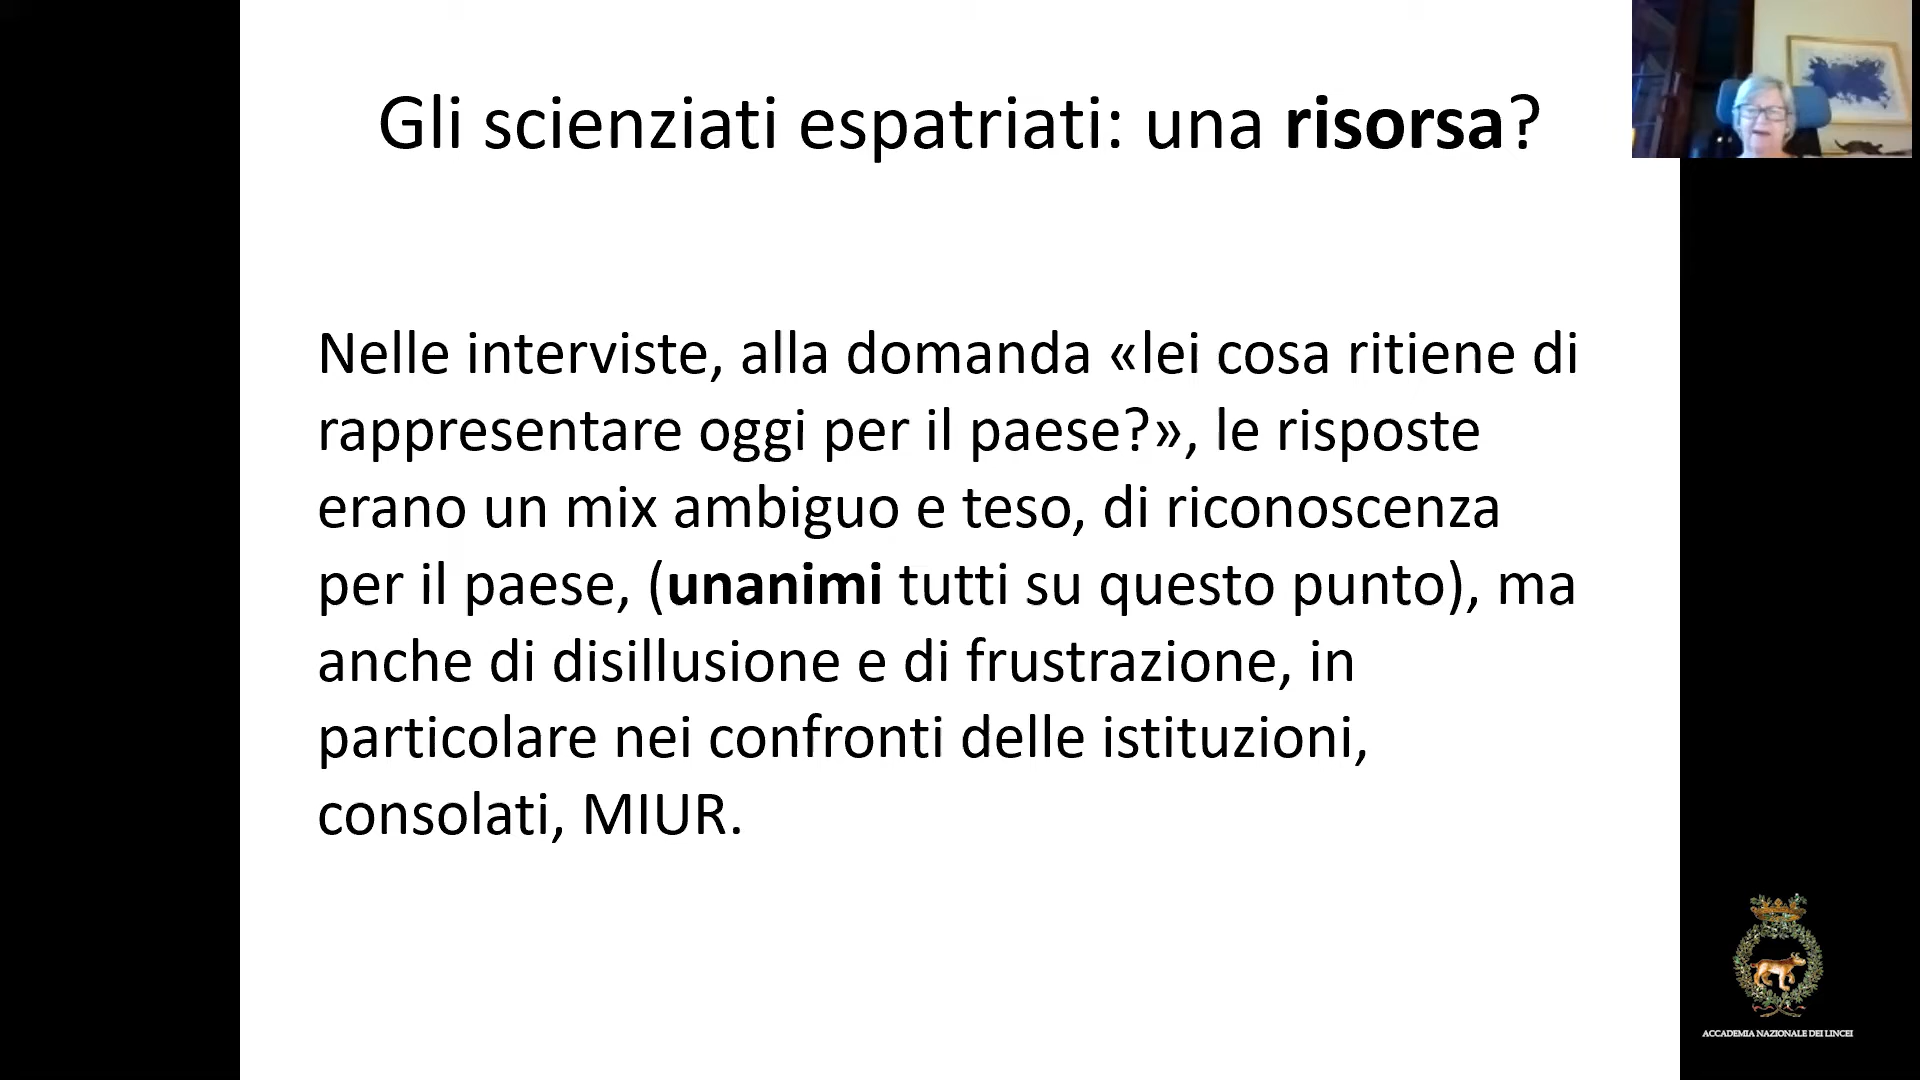 Gli scienziati espatriati: una risorsa?
Nelle interviste, alla domanda «lei cosa ritiene di
rappresentare oggi per il paese?», le risposte
erano un mix ambiguo e teso, di riconoscenza
per il paese, (unanimi tutti su questo punto), ma
anche di disillusione e di frustrazione, in
particolare nei confronti delle istituzioni,
consolati, MIUR.
ACCADEMIA NAZIONALE DEI LINCEI